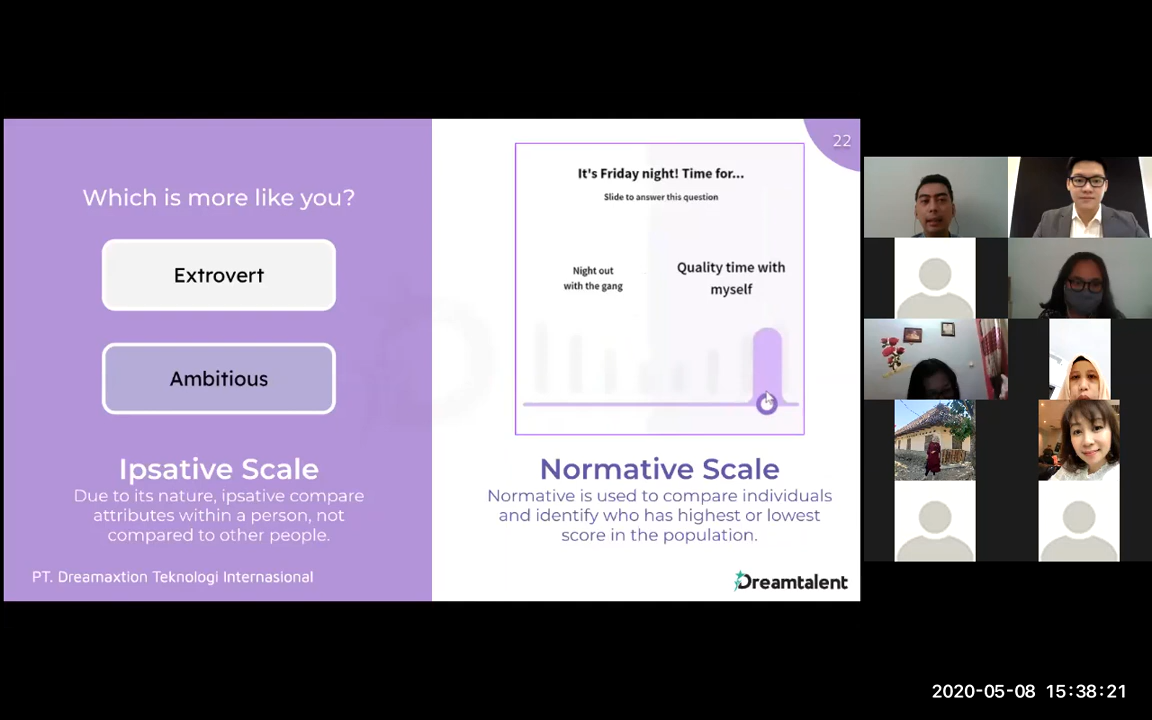 Which is more like you?
Extrovert
Ambitious
Ipsative Scale
Due to its nature, ipsative compare
attributes within a person, not
compared to other people.
PT. Dreamaxtion Teknologi Internasional
22
It's Friday night! Time for...
Slide to answer this question
Night out
with the gang
Quality time with
myself
Normative Scale
Normative is used to compare individuals
and identify who has highest or lowest
score in the population.
Dreamtalent
2020-05-08 15:38:21